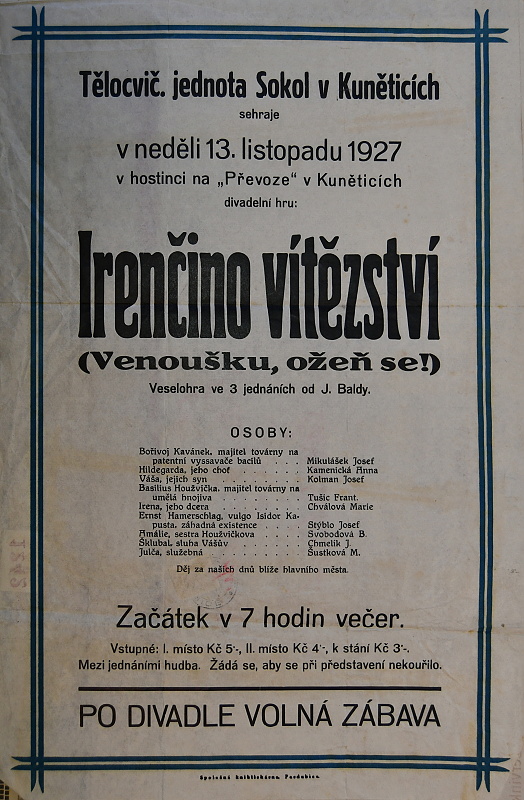 Tělocvič. jednota Sokol v Kuněticích
sehraje
v neděli 13. listopadu 1927
v hostinci na „Převoze“ v Kuněticích
divadelní hru:
Irenčino vítězství
(Venoušku, ožeň se!)
Veselohra ve 3 jednáních od J. Baldy.
OSOBY:
Bořivoj Kavánek, majitel továrny na
patentní vyssavače bacilů . . . Mikulášek Josef
Hildegarda, jeho choť . . . . . . Kamenická Anna
Váša, jejich syn . . . . . . . Kolman Josef
Basilius Houžvička, majitel továrny na
umělá hnojiva . . . . . . . Tušic Frant.
Irena, jeho dcera . . . . . . . Chválová Marie
Ernst Hamerschlag, vulgo Isidor Ka-
pusta, záhadná existence . . . . Stýblo Josef
Amálie, sestra Houžvičkova . . . . Svobodová B.
Šklubal, sluha Vášův . . . . . . Chmelík J.
Julča, služebná . . . . . . . Šustková M.
Děj za našich dnů blíže hlavního města.
Začátek v 7 hodin večer.
Vstupné: I. místo Kč 5·-, II. místo Kč 4·-, k stání Kč 3·-.
Mezi jednáními hudba. Žádá se, aby se při představení nekouřilo.
PO DIVADLE VOLNÁ ZÁBAVA
Společná knihtiskárna, Pardubice.